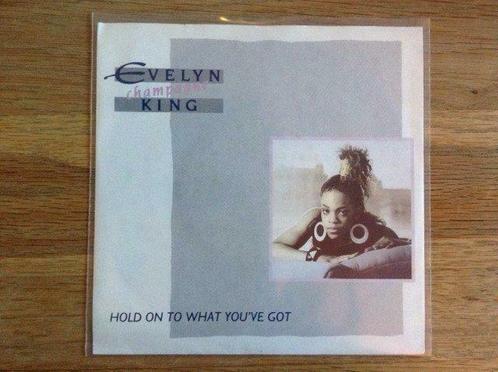 EVELYN
champagne
KING
HOLD ON TO WHAT YOU'VE GOT